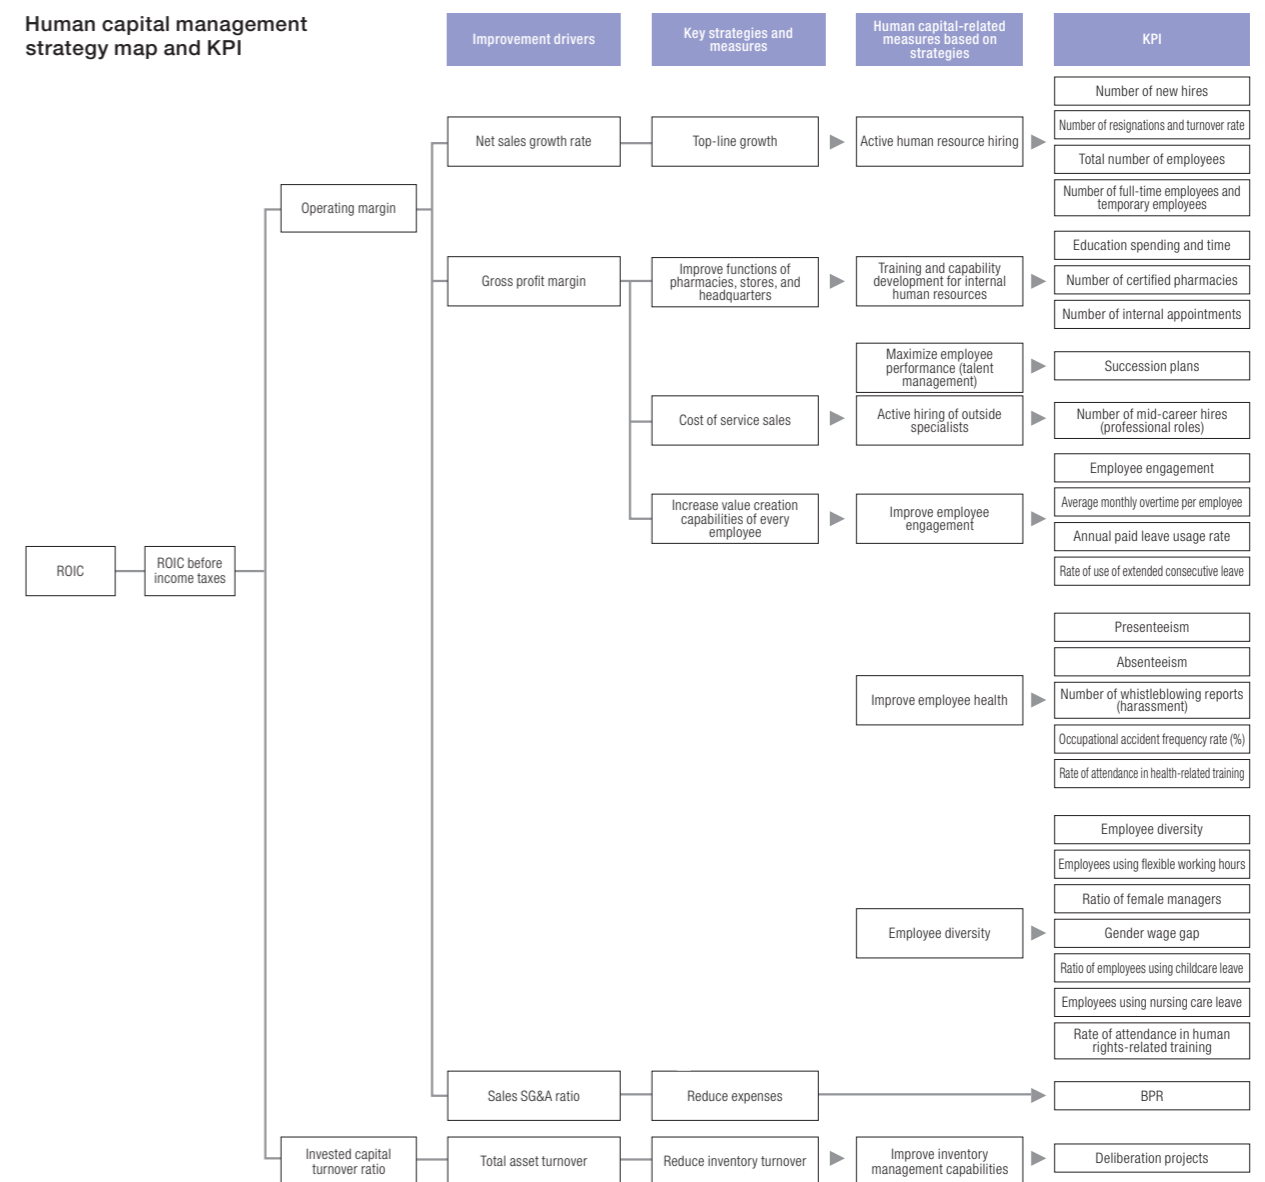 Human capital management
strategy map and KPI
Improvement drivers
Key strategies and
measures
Human capital-related
measures based on
strategies
KPI
ROIC
ROIC before
income taxes
Operating margin
Net sales growth rate
Top-line growth
Active human resource hiring
Number of new hires
Number of resignations and turnover rate
Total number of employees
Number of full-time employees and
temporary employees
Gross profit margin
Improve functions of
pharmacies, stores, and
headquarters
Training and capability
development for internal
human resources
Education spending and time
Number of certified pharmacies
Number of internal appointments
Maximize employee
performance (talent
management)
Succession plans
Cost of service sales
Active hiring of outside
specialists
Number of mid-career hires
(professional roles)
Increase value creation
capabilities of every
employee
Improve employee
engagement
Employee engagement
Average monthly overtime per employee
Annual paid leave usage rate
Rate of use of extended consecutive leave
Improve employee health
Presenteeism
Absenteeism
Number of whistleblowing reports
(harassment)
Occupational accident frequency rate (%)
Rate of attendance in health-related training
Employee diversity
Employee diversity
Employees using flexible working hours
Ratio of female managers
Gender wage gap
Ratio of employees using childcare leave
Employees using nursing care leave
Rate of attendance in human
rights-related training
Sales SG&A ratio
Reduce expenses
BPR
Invested capital
turnover ratio
Total asset turnover
Reduce inventory turnover
Improve inventory
management capabilities
Deliberation projects